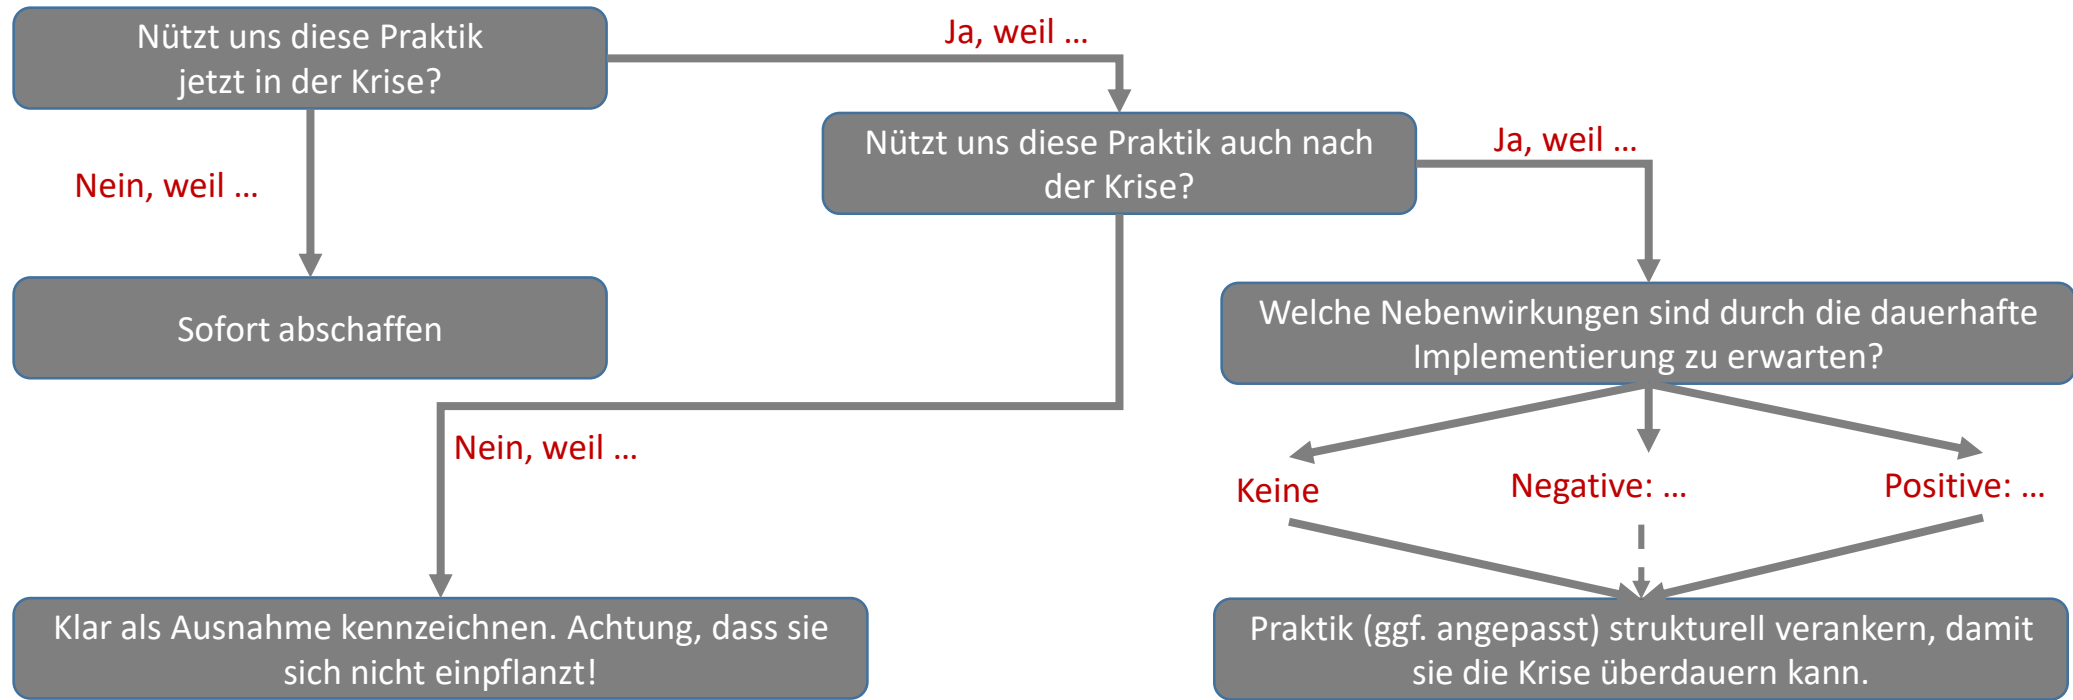 Nützt uns diese Praktik
jetzt in der Krise?
Ja, weil …
Nützt uns diese Praktik auch nach
der Krise?
Ja, weil …
Nein, weil …
Sofort abschaffen
Welche Nebenwirkungen sind durch die dauerhafte
Implementierung zu erwarten?
Nein, weil …
Keine
Negative: …
Positive: …
Klar als Ausnahme kennzeichnen. Achtung, dass sie
sich nicht einpflanzt!
Praktik (ggf. angepasst) strukturell verankern, damit
sie die Krise überdauern kann.